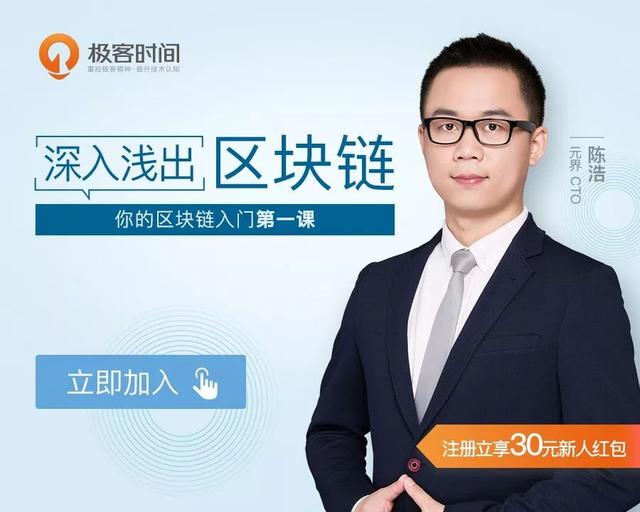 极客时间
重拾极客精神·提升技术认知
深入浅出 区块链
你的区块链入门第一课
陈浩
元界 CTO
立即加入
注册立享30元新人红包